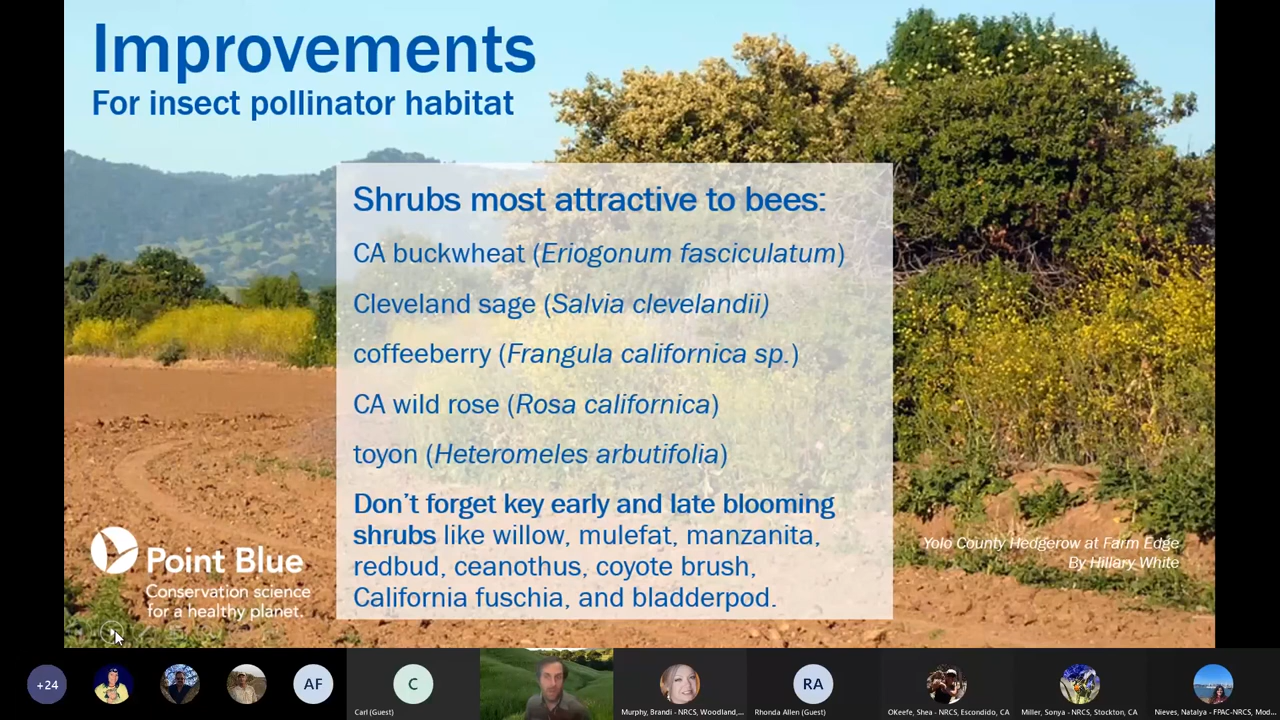 Improvements
For insect pollinator habitat
Shrubs most attractive to bees:
CA buckwheat (Eriogonum fasciculatum)
Cleveland sage (Salvia clevelandii)
coffeeberry (Frangula californica sp.)
CA wild rose (Rosa californica)
toyon (Heteromeles arbutifolia)
Don't forget key early and late blooming
shrubs like willow, mulefat, manzanita,
redbud, ceanothus, coyote brush,
California fuschia, and bladderpod.
Yolo County Hedgerow at Farm Edge
By Hillary White
Point Blue
Conservation science
for a healthy planet.
+24
AF
C
Carl (Guest)
Murphy, Brandi - NRCS, Woodland,...
RA
Rhonda Allen (Guest)
OKeefe, Shea - NRCS, Escondido, CA
Miller, Sonya - NRCS, Stockton, CA
Nieves, Natalya - FPAC-NRCS, Mod...